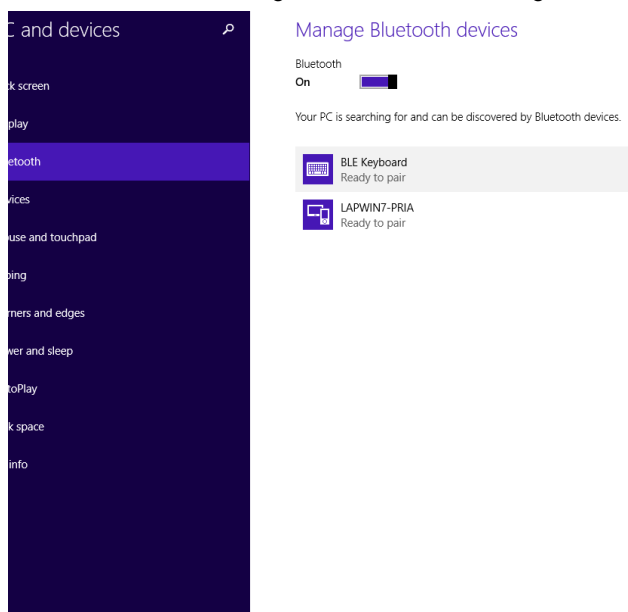 C and devices
ck screen
play
etooth
vices
use and touchpad
ping
rners and edges
wer and sleep
toPlay
k space
info
Manage Bluetooth devices
Bluetooth
On
Your PC is searching for and can be discovered by Bluetooth devices.
BLE Keyboard
Ready to pair
LAPWIN7-PRIA
Ready to pair